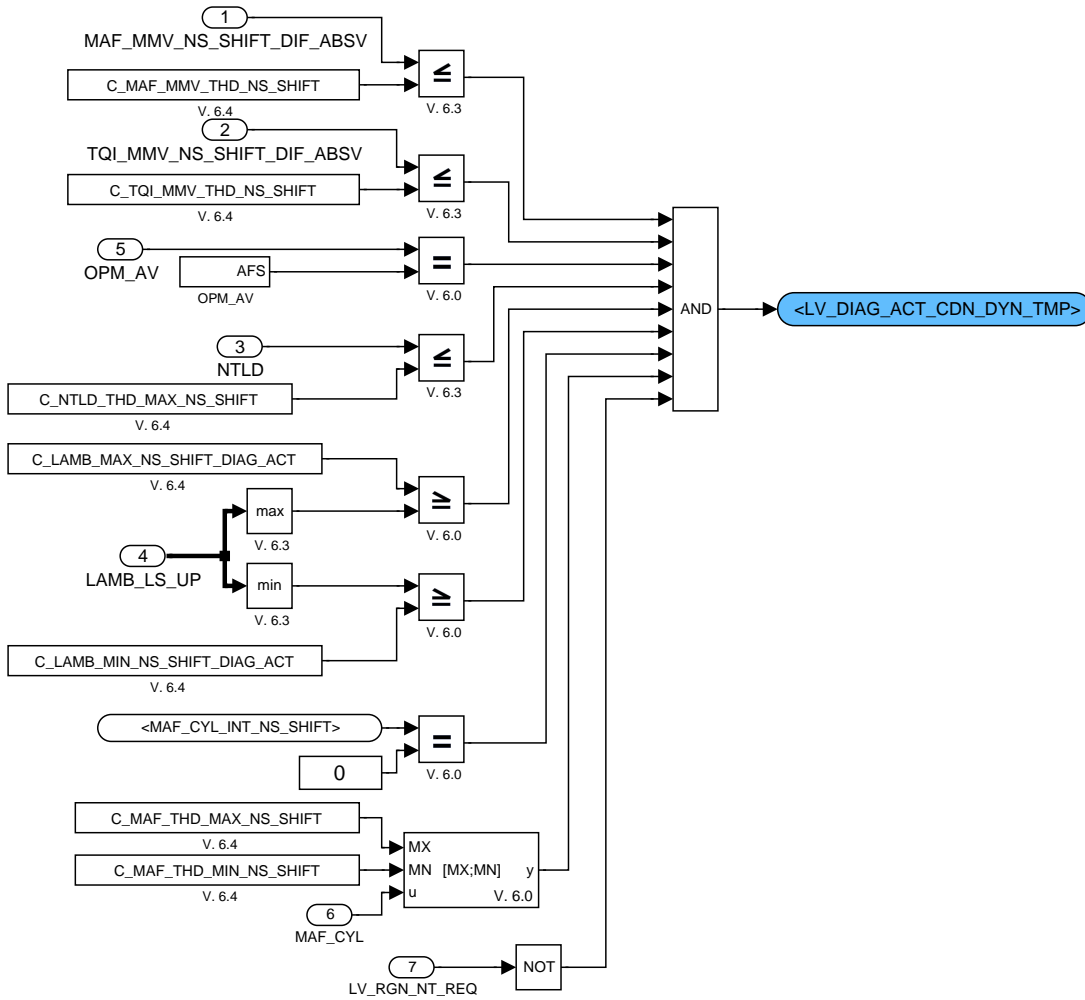 1
MAF_MMV_NS_SHIFT_DIF_ABSV
C_MAF_MMV_THD_NS_SHIFT
V. 6.4
≤
V. 6.3
2
TQI_MMV_NS_SHIFT_DIF_ABSV
C_TQI_MMV_THD_NS_SHIFT
V. 6.4
≤
V. 6.3
5
OPM_AV
AFS
OPM_AV
=
V. 6.0
AND
<LV_DIAG_ACT_CDN_DYN_TMP>
3
NTLD
C_NTLD_THD_MAX_NS_SHIFT
V. 6.4
≤
V. 6.3
C_LAMB_MAX_NS_SHIFT_DIAG_ACT
V. 6.4
max
V. 6.3
≥
V. 6.0
4
LAMB_LS_UP
min
V. 6.3
≥
V. 6.0
C_LAMB_MIN_NS_SHIFT_DIAG_ACT
V. 6.4
<MAF_CYL_INT_NS_SHIFT>
0
=
V. 6.0
C_MAF_THD_MAX_NS_SHIFT
V. 6.4
C_MAF_THD_MIN_NS_SHIFT
V. 6.4
MX
MN [MX;MN] y
u
V. 6.0
6
MAF_CYL
7
LV_RGN_NT_REQ
NOT